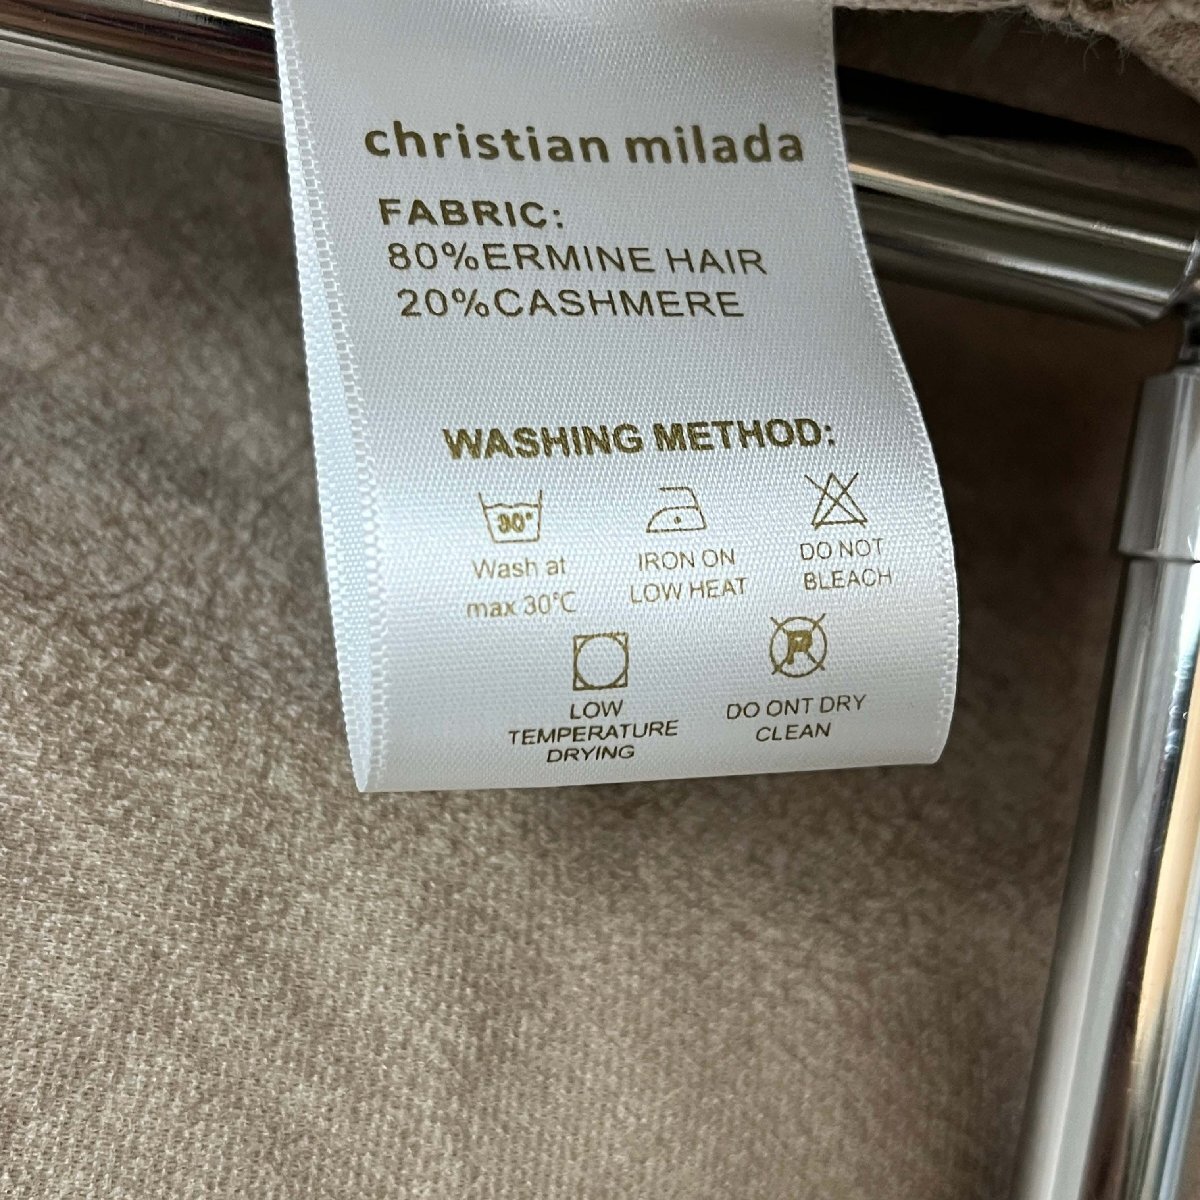 christian milada
FABRIC:
80%ERMINE HAIR
20%CASHMERE
WASHING METHOD:
30°
Wash at
max 30℃
IRON ON
LOW HEAT
DO NOT
BLEACH
LOW
TEMPERATURE
DRYING
P
DO ONT DRY
CLEAN